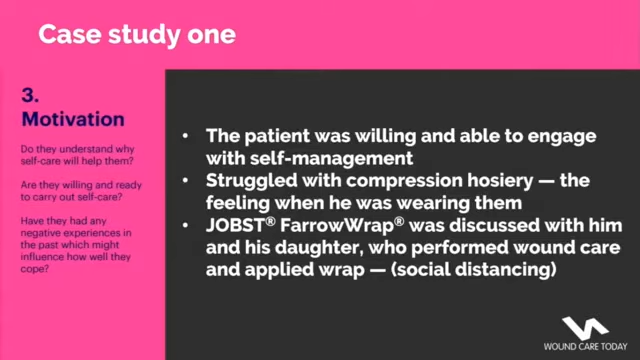 Case study one
3.
Motivation
Do they understand why
self-care will help them?
Are they willing and ready
to carry out self-care?
Have they had any
negative experiences in
the past which might
influence how well they
cope?
• The patient was willing and able to engage
with self-management
• Struggled with compression hosiery — the
feeling when he was wearing them
• JOBST® FarrowWrap® was discussed with him
and his daughter, who performed wound care
and applied wrap — (social distancing)
WOUND CARE TODAY